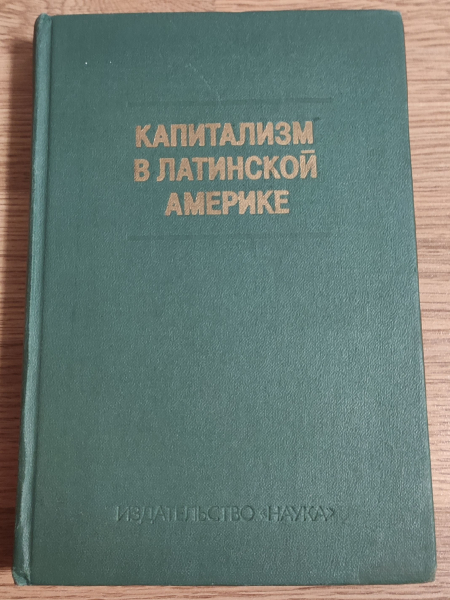 КАПИТАЛИЗМ
В ЛАТИНСКОЙ
АМЕРИКЕ
ИЗДАТЕЛЬСТВО «НАУКА»